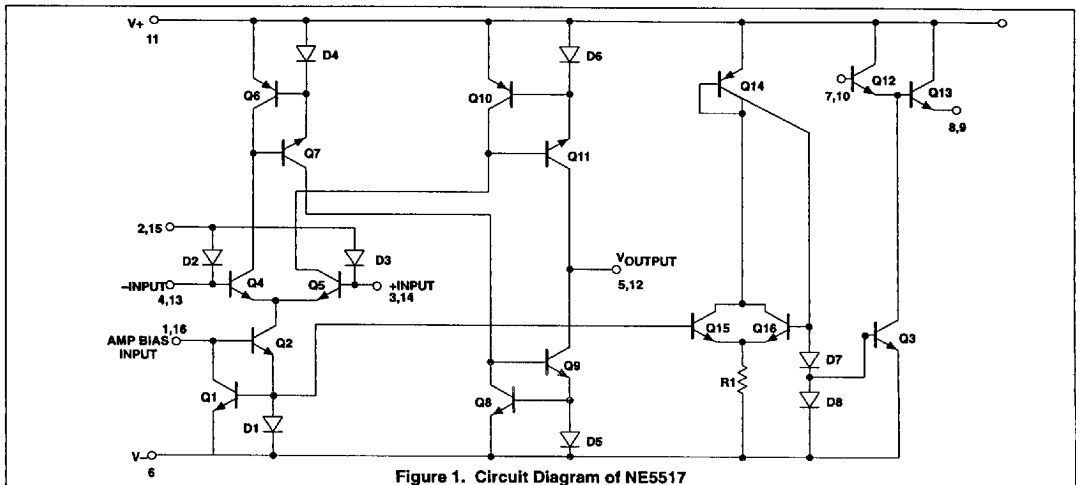 V+
11
D4
D6
Q6
Q10
Q14
Q12
7,10
Q13
8,9
Q7
Q11
2,15
D2
D3
VOUTPUT
5,12
–INPUT
4,13
Q4
Q5
+INPUT
3,14
1,16
AMP BIAS
INPUT
Q2
Q15
Q16
Q3
Q9
D7
R1
Q1
Q8
D8
D1
D5
V–
6
Figure 1. Circuit Diagram of NE5517